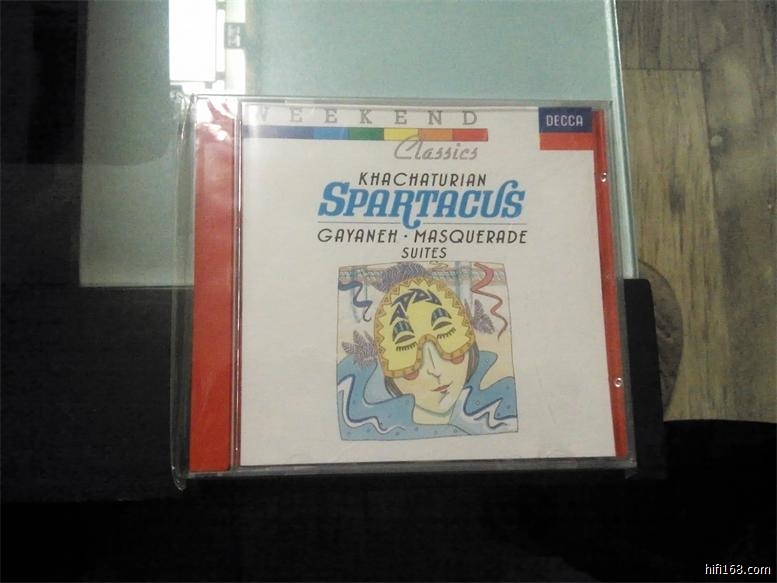 WEEKEND
DECCA
Classics
KHACHATURIAN
SPARTACUS
GAYANEH · MASQUERADE
SUITES
hifi168.com